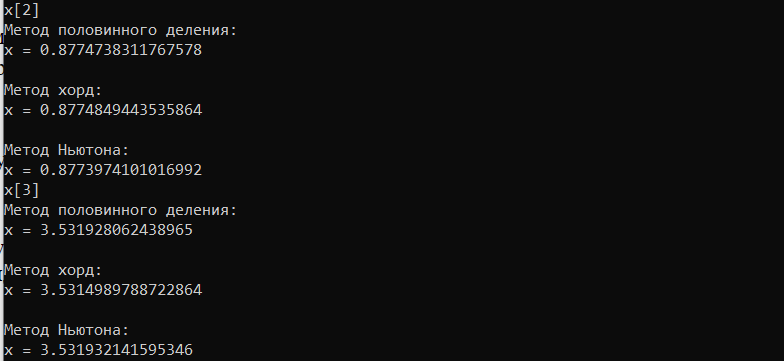 x[2]
Метод половинного деления:
x = 0.8774738311767578
Метод хорд:
x = 0.8774849443535864
Метод Ньютона:
x = 0.8773974101016992
x[3]
Метод половинного деления:
x = 3.531928062438965
Метод хорд:
x = 3.5314989788722864
Метод Ньютона:
x = 3.531932141595346